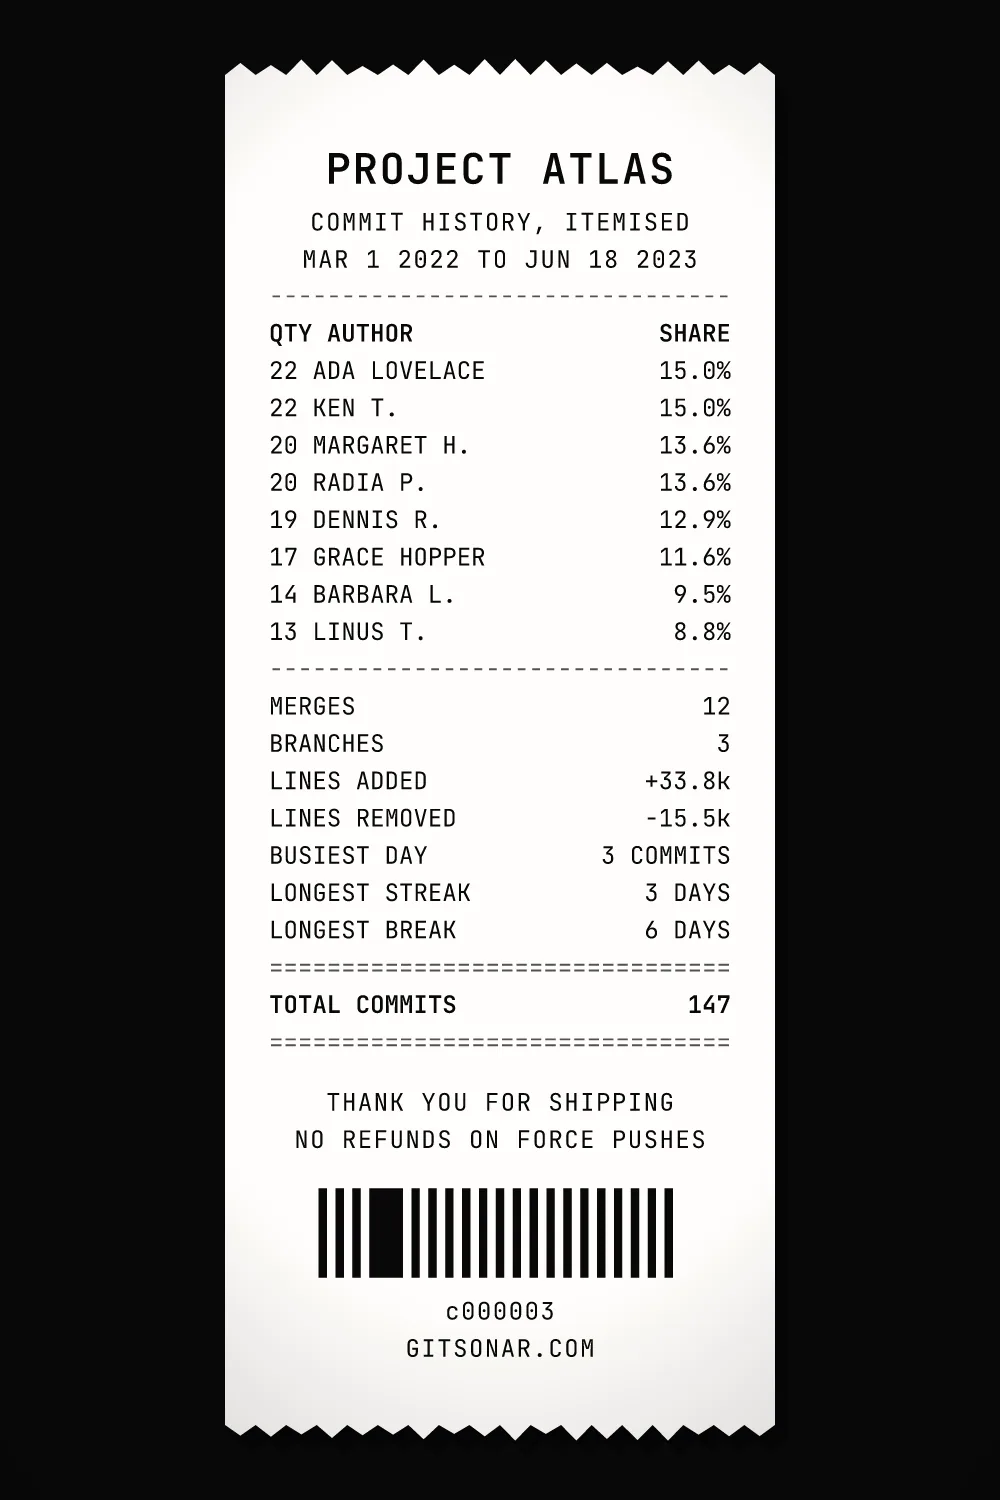 PROJECT ATLAS
COMMIT HISTORY, ITEMISED
MAR 1 2022 TO JUN 18 2023
--------------------------------
QTY AUTHOR SHARE
22 ADA LOVELACE 15.0%
22 KEN T. 15.0%
20 MARGARET H. 13.6%
20 RADIA P. 13.6%
19 DENNIS R. 12.9%
17 GRACE HOPPER 11.6%
14 BARBARA L. 9.5%
13 LINUS T. 8.8%
--------------------------------
MERGES 12
BRANCHES 3
LINES ADDED +33.8k
LINES REMOVED -15.5k
BUSIEST DAY 3 COMMITS
LONGEST STREAK 3 DAYS
LONGEST BREAK 6 DAYS
================================
TOTAL COMMITS 147
================================
THANK YOU FOR SHIPPING
NO REFUNDS ON FORCE PUSHES
c000003
GITSONAR.COM